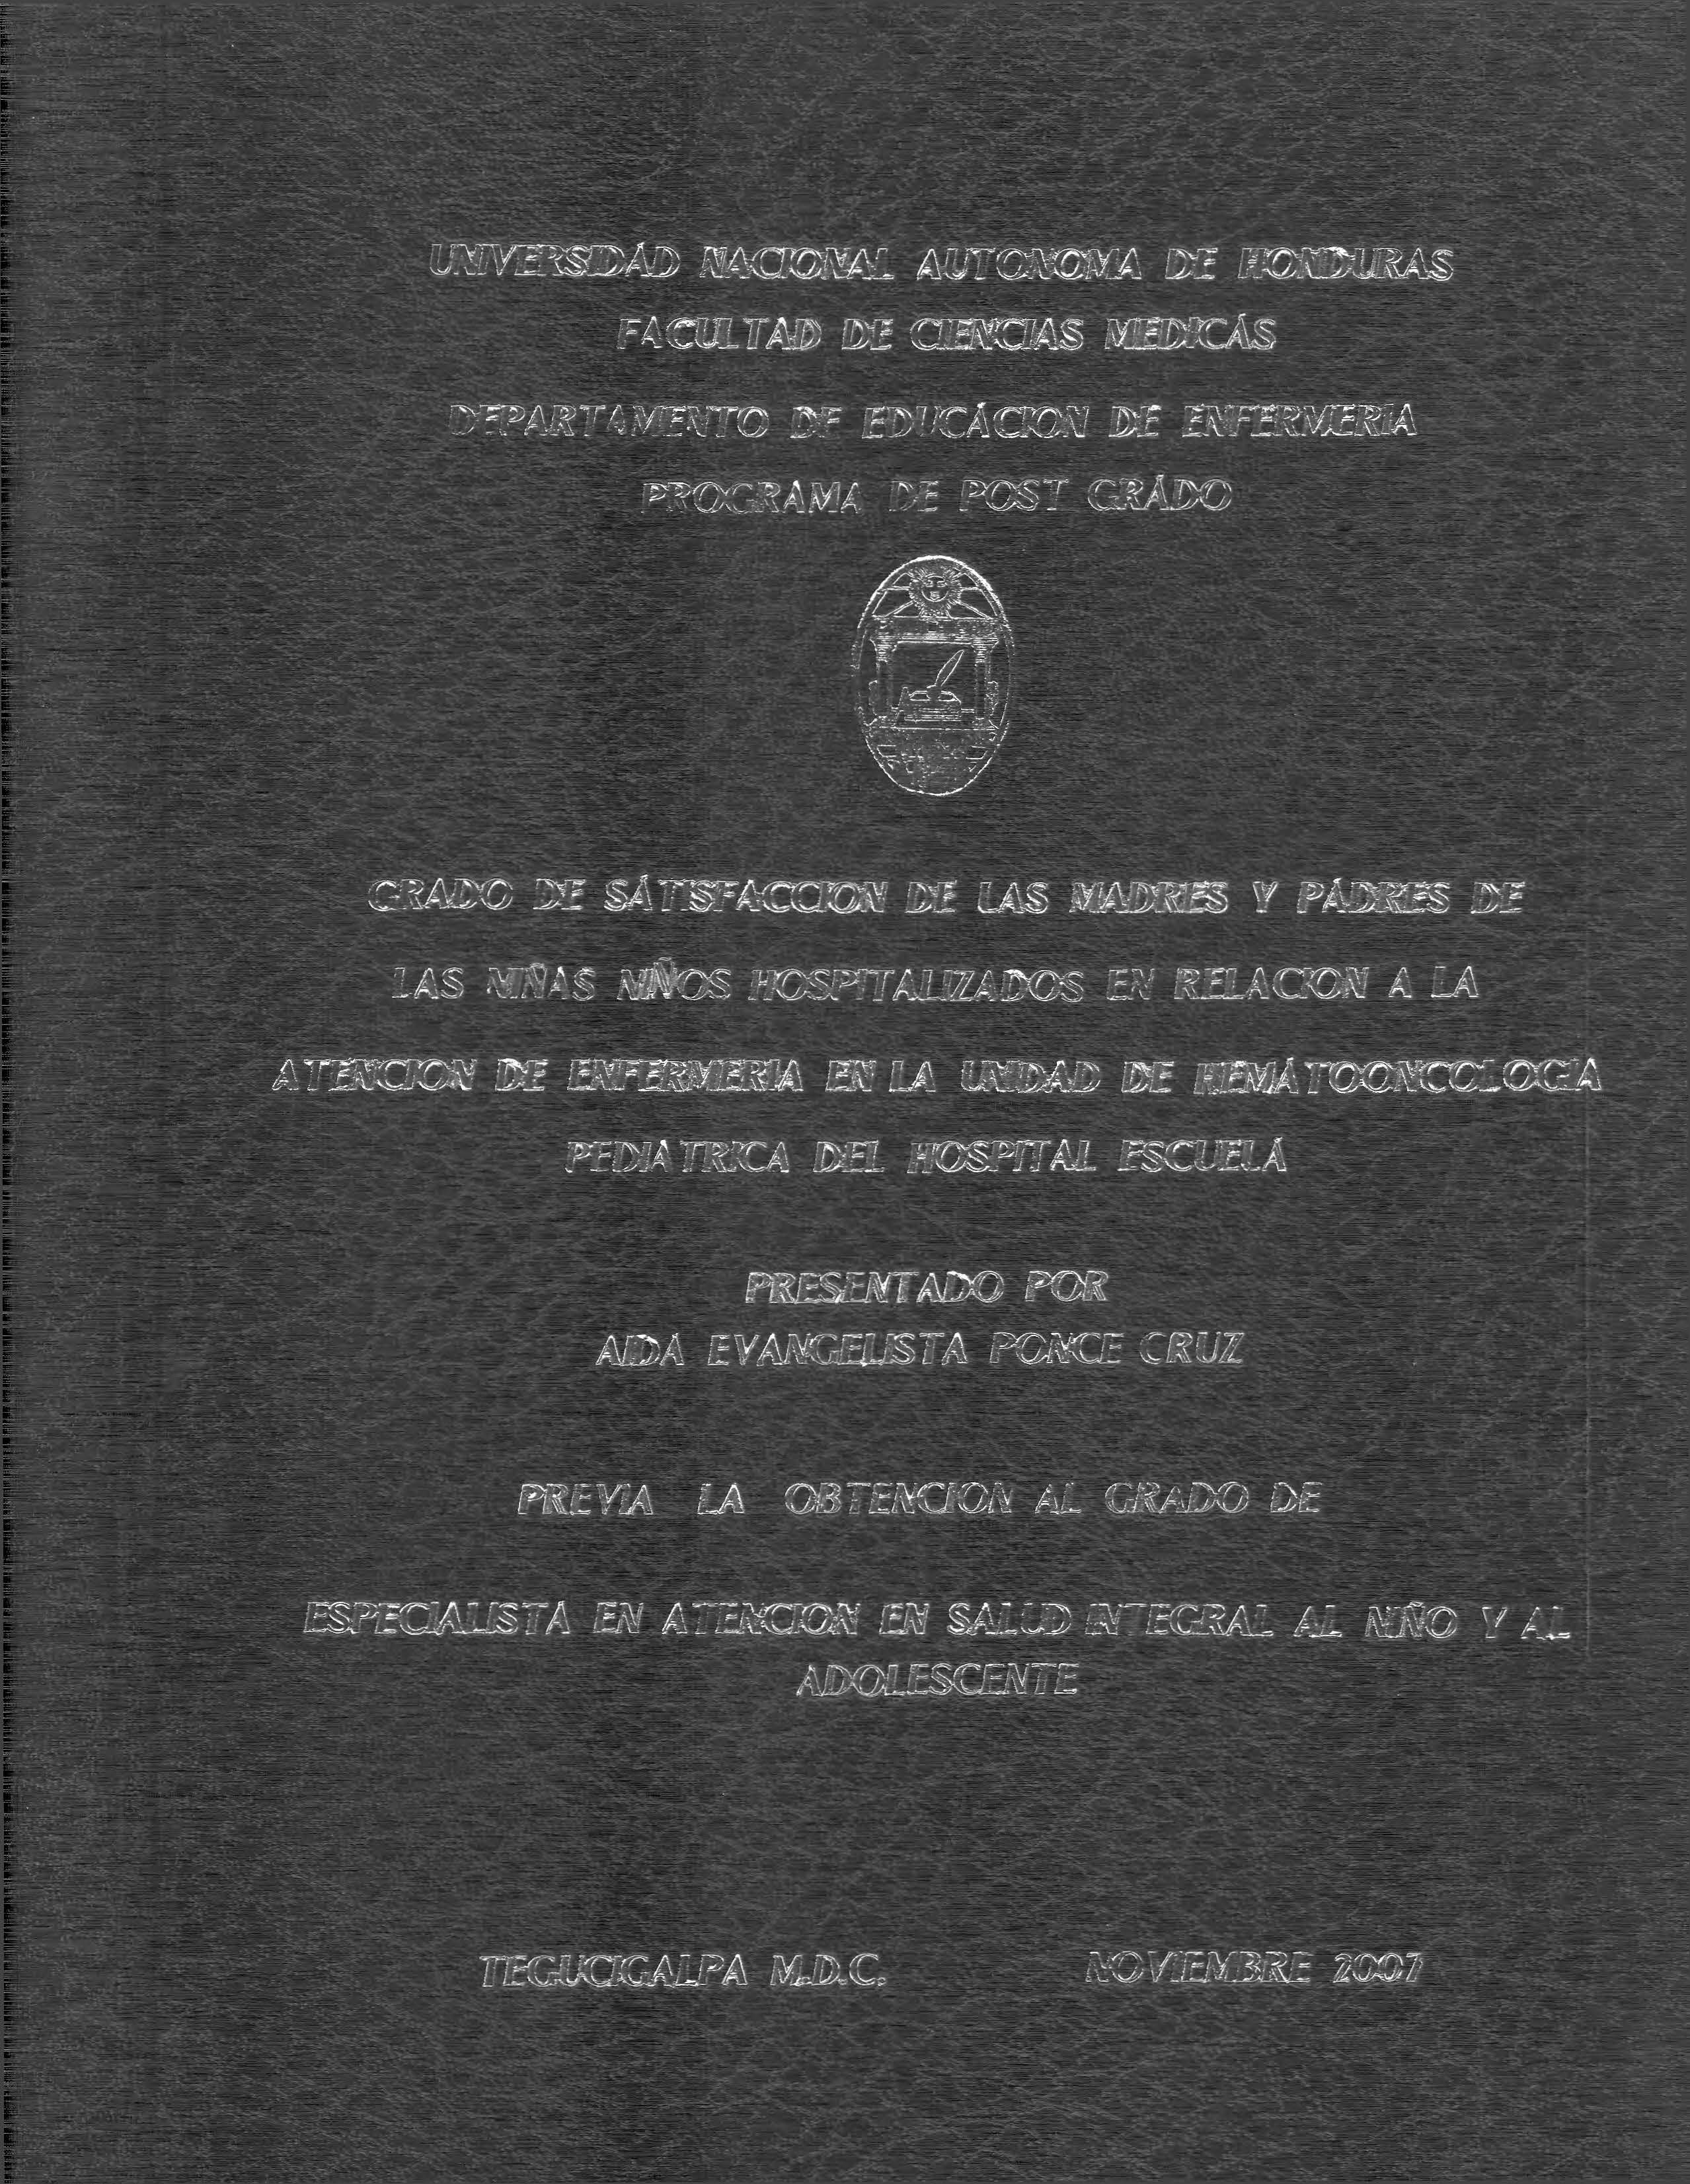 UNIVERSIDAD NACIONAL AUTONOMA DE HONDURAS
FACULTAD DE CIENCIAS MEDICAS
DEPARTAMENTO DE EDUCACION DE ENFERMERIA
PROGRAMA DE POST GRADO
GRADO DE SATISFACCION DE LAS MADRES Y PADRES DE
LAS NIÑAS NIÑOS HOSPITALIZADOS EN RELACION A LA
ATENCION DE ENFERMERIA EN LA UNIDAD DE HEMATOONCOLOGIA
PEDIATRICA DEL HOSPITAL ESCUELA
PRESENTADO POR
AIDA EVANGELISTA PONCE CRUZ
PREVIA LA OBTENCION AL GRADO DE
ESPECIALISTA EN ATENCION EN SALUD INTEGRAL AL NIÑO Y AL
ADOLESCENTE
TEGUCIGALPA M.D.C. NOVIEMBRE 2007